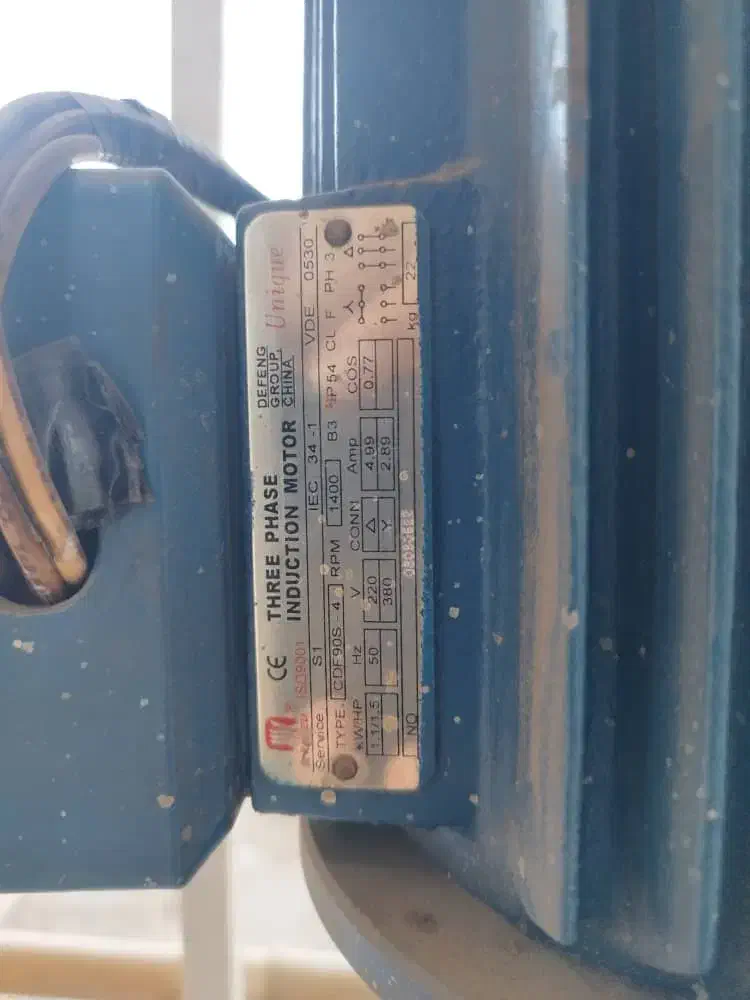 CE THREE PHASE
INDUCTION MOTOR
DEFENG
GROUP
CHINA
Unique
ISO9001
Service S1 IEC 34-1 VDE 0530
TYPE CDF90S-4 RPM 1400 B3 IP54 CL F PH 3
kW/HP Hz V CONN Amp COS
1.1/1.5 50 220 △ 4.99 0.77
380 Y 2.89
NO kg 22